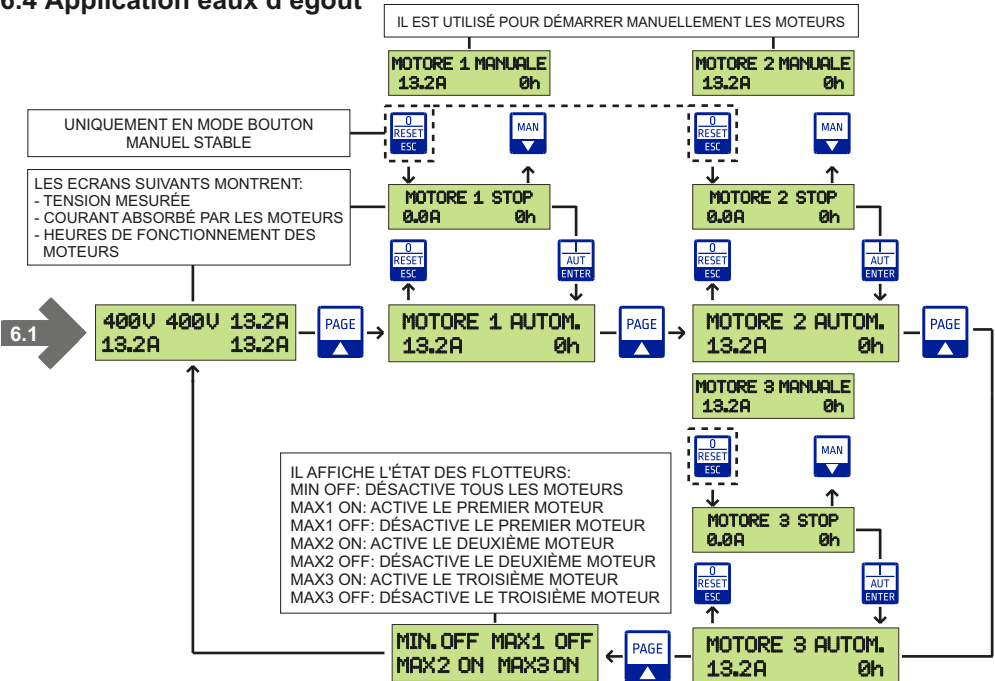 6.4 Application eaux d'égout
IL EST UTILISÉ POUR DÉMARRER MANUELLEMENT LES MOTEURS
MOTORE 1 MANUALE
13.2A 0h
MOTORE 2 MANUALE
13.2A 0h
UNIQUEMENT EN MODE BOUTON
MANUEL STABLE
0
RESET
ESC
MAN
0
RESET
ESC
MAN
LES ECRANS SUIVANTS MONTRENT:
- TENSION MESURÉE
- COURANT ABSORBÉ PAR LES MOTEURS
- HEURES DE FONCTIONNEMENT DES
MOTEURS
MOTORE 1 STOP
0.0A 0h
MOTORE 2 STOP
0.0A 0h
0
RESET
ESC
I
AUT
ENTER
0
RESET
ESC
I
AUT
ENTER
6.1
400V 400V 13.2A
13.2A 13.2A
PAGE
MOTORE 1 AUTOM.
13.2A 0h
PAGE
MOTORE 2 AUTOM.
13.2A 0h
PAGE
MOTORE 3 MANUALE
13.2A 0h
0
RESET
ESC
MAN
IL AFFICHE L'ÉTAT DES FLOTTEURS:
MIN OFF: DÉSACTIVE TOUS LES MOTEURS
MAX1 ON: ACTIVE LE PREMIER MOTEUR
MAX1 OFF: DÉSACTIVE LE PREMIER MOTEUR
MAX2 ON: ACTIVE LE DEUXIÈME MOTEUR
MAX2 OFF: DÉSACTIVE LE DEUXIÈME MOTEUR
MAX3 ON: ACTIVE LE TROISIÈME MOTEUR
MAX3 OFF: DÉSACTIVE LE TROISIÈME MOTEUR
MOTORE 3 STOP
0.0A 0h
0
RESET
ESC
I
AUT
ENTER
MIN. OFF MAX1 OFF
MAX2 ON MAX3 ON
PAGE
MOTORE 3 AUTOM.
13.2A 0h